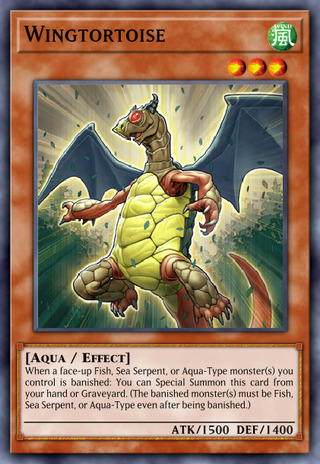 Wingtortoise
WIND
風
[Aqua / Effect]
When a face-up Fish, Sea Serpent, or Aqua-Type monster(s) you
control is banished: You can Special Summon this card from
your hand or Graveyard. (The banished monster(s) must be Fish,
Sea Serpent, or Aqua-Type even after being banished.)
ATK/1500 DEF/1400